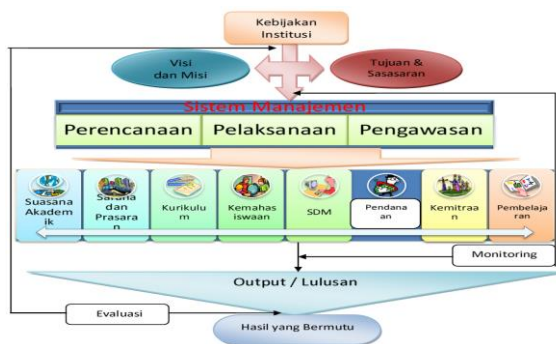 Kebijakan
Institusi
Visi
dan Misi
Tujuan &
Sasasaran
Sistem Manajemen
Perencanaan
Pelaksanaan
Pengawasan
Suasana
Akadem
ik
Sarana
dan
Prasaran
Kurikulu
m
Kemahas
iswaan
SDM
Pendana
an
Kemitraa
n
Pembelaja
ran
Monitoring
Output / Lulusan
Evaluasi
Hasil yang Bermutu